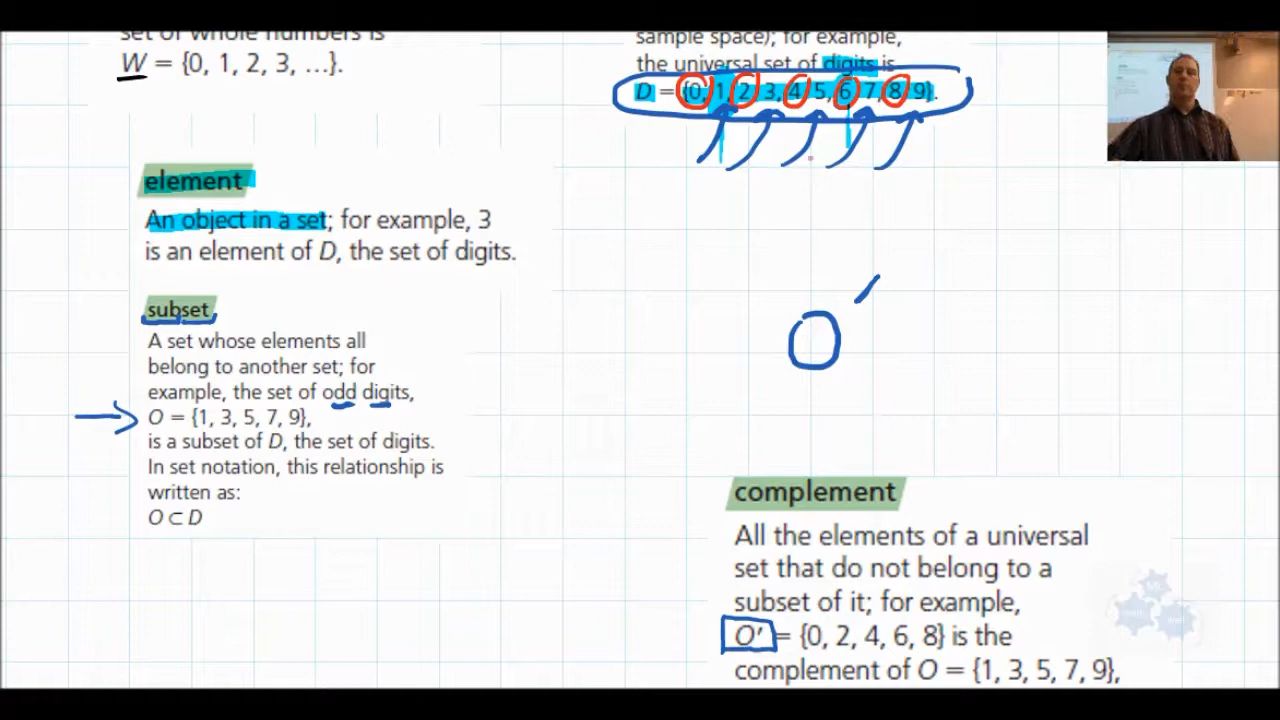 set of whole numbers is
W = {0, 1, 2, 3, …}.
sample space); for example,
the universal set of digits is
D = {0, 1, 2, 3, 4, 5, 6, 7, 8, 9}.
element
An object in a set; for example, 3
is an element of D, the set of digits.
subset
A set whose elements all
belong to another set; for
example, the set of odd digits,
O = {1, 3, 5, 7, 9},
is a subset of D, the set of digits.
In set notation, this relationship is
written as:
O ⊂ D
O′
complement
All the elements of a universal
set that do not belong to a
subset of it; for example,
O′ = {0, 2, 4, 6, 8} is the
complement of O = {1, 3, 5, 7, 9},